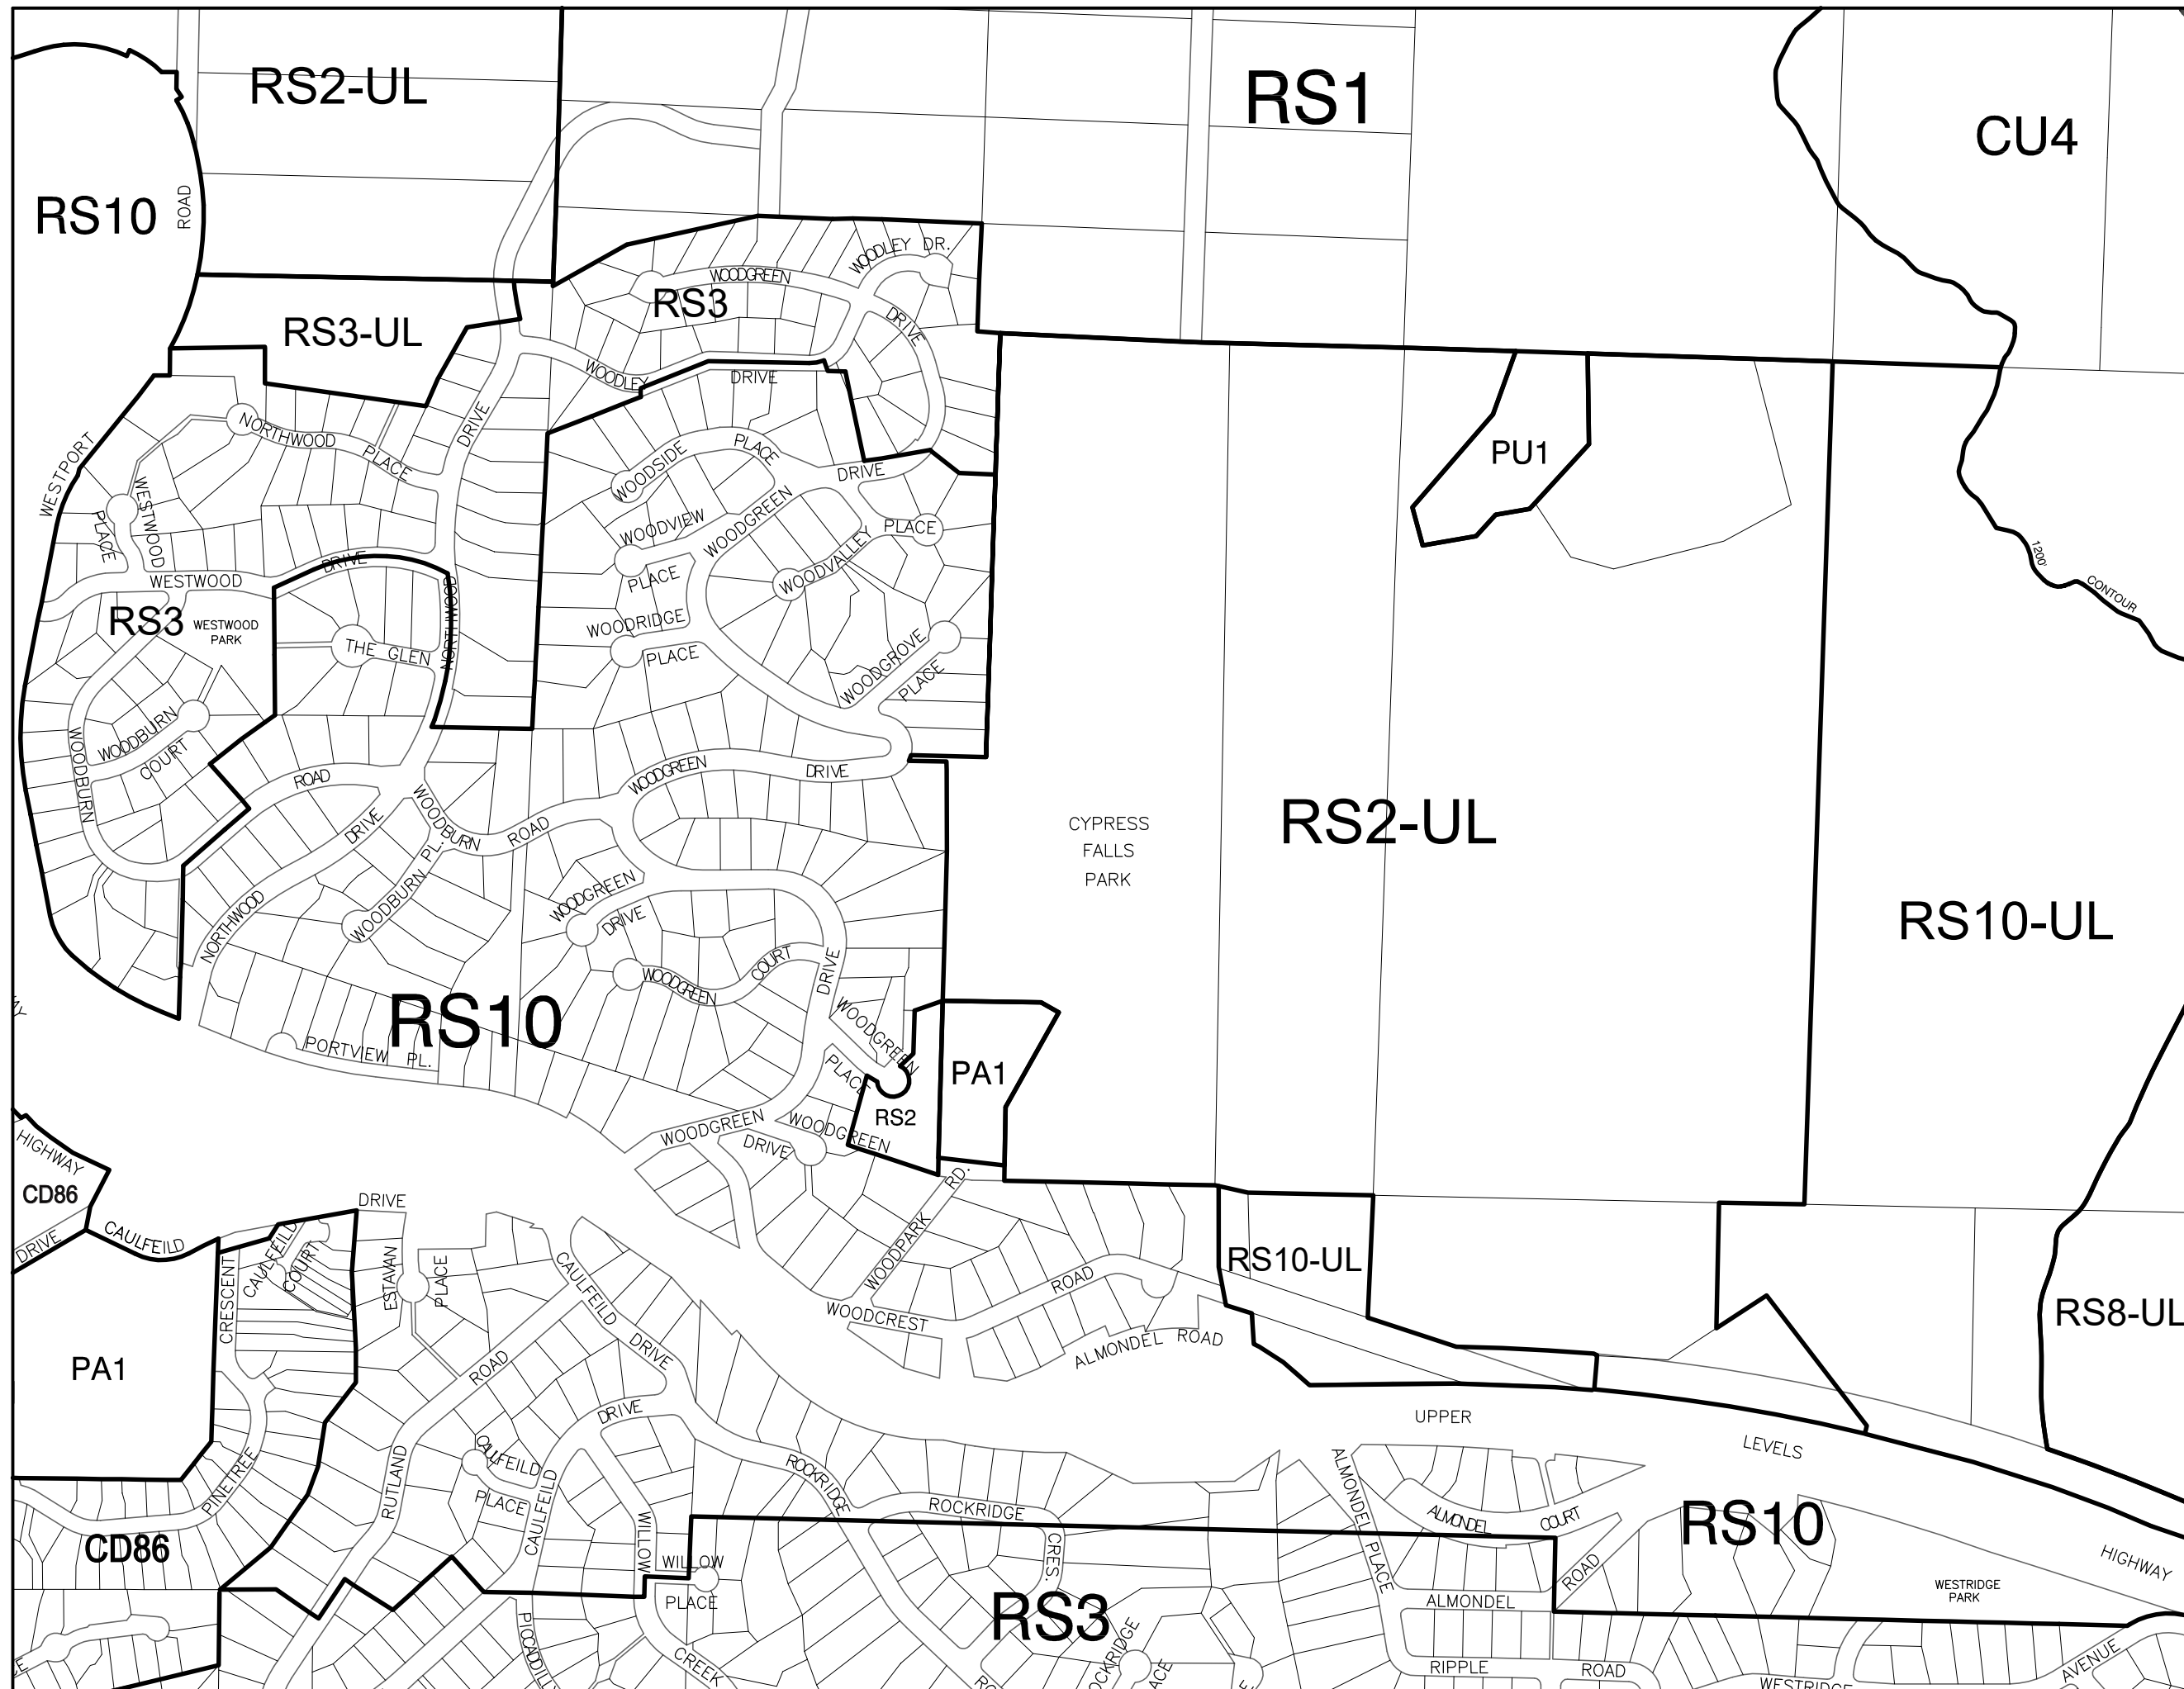 RS2-UL
RS1
CU4
RS10
ROAD
WOODLEY DR.
WOODGREEN
RS3
DRIVE
RS3-UL
WOODLEY
DRIVE
DRIVE
NORTHWOOD
PLACE
WESTPORT
WESTWOOD
PLACE
WOODSIDE
PLACE
DRIVE
WOODVIEW
PLACE
WOODGREEN
PLACE
WOODVALLEY
PU1
1200'
CONTOUR
WESTWOOD
DRIVE
RS3
WESTWOOD
PARK
THE GLEN
NORTHWOOD
WOODRIDGE
PLACE
WOODGROVE
PLACE
WOODBURN
COURT
WOODBURN
ROAD
DRIVE
NORTHWOOD
WOODBURN
ROAD
WOODBURN PL.
WOODGREEN
DRIVE
CYPRESS
FALLS
PARK
RS2-UL
RS10-UL
WOODGREEN
DRIVE
WOODGREEN
COURT
DRIVE
RS10
PORTVIEW PL.
WOODGREEN
PLACE
PA1
RS2
WOODGREEN
DRIVE
WOODGREEN
HIGHWAY
CD86
DRIVE
CAULFEILD
DRIVE
CAULFEILD
COURT
CRESCENT
ESTAVAN
PLACE
CAULFEILD
DRIVE
WOODPARK
RD.
WOODCREST
ROAD
ALMONDEL ROAD
RS10-UL
RS8-UL
PA1
ROAD
RUTLAND
DRIVE
CAULFEILD
CAULFEILD
PLACE
PINETREE
CD86
ROCKRIDGE
ROCKRIDGE
CRES.
WILLOW
WILLOW
PLACE
CREEK
RS3
UPPER
LEVELS
HIGHWAY
ALMONDEL
PLACE
ALMONDEL
COURT
ROAD
ALMONDEL
RS10
WESTRIDGE
PARK
RIPPLE
ROAD
WESTRIDGE
AVENUE